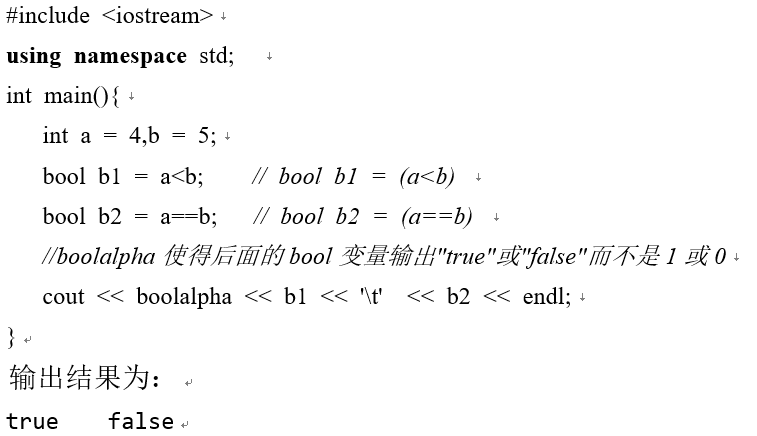 #include <iostream>
using namespace std;
int main(){
int a = 4,b = 5;
bool b1 = a<b; // bool b1 = (a<b)
bool b2 = a==b; // bool b2 = (a==b)
//boolalpha 使得后面的 bool 变量输出"true"或"false"而不是 1 或 0
cout << boolalpha << b1 << '\t' << b2 << endl;
}
输出结果为：
true false